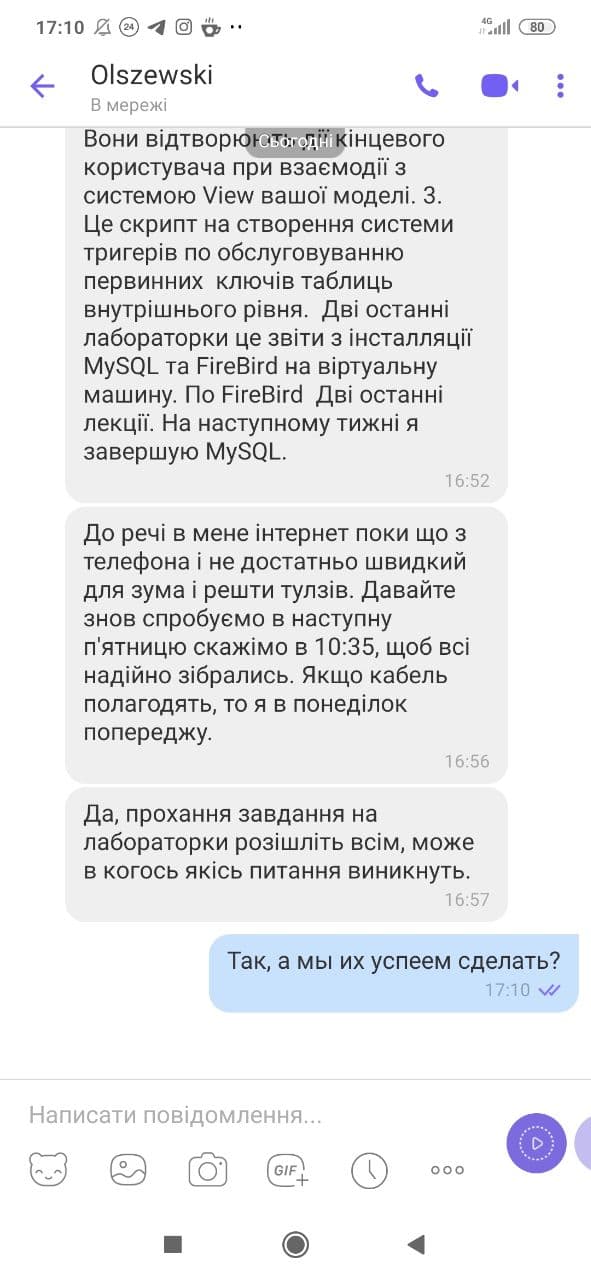 17:10
24
4G
80
Olszewski
В мережі
Сьогодні
Вони відтворюють дії кінцевого
користувача при взаємодії з
системою View вашої моделі. 3.
Це скрипт на створення системи
тригерів по обслуговуванню
первинних  ключів таблиць
внутрішнього рівня.  Дві останні
лабораторки це звіти з інсталляції
MySQL та FireBird на віртуальну
машину. По FireBird  Дві останні
лекції. На наступному тижні я
завершую MySQL.
16:52
До речі в мене інтернет поки що з
телефона і не достатньо швидкий
для зума і решти тулзів. Давайте
знов спробуємо в наступну
п'ятницю скажімо в 10:35, щоб всі
надійно зібрались. Якщо кабель
полагодять, то я в понеділок
попереджу.
16:56
Да, прохання завдання на
лабораторки розішліть всім, може
в когось якісь питання виникнуть.
16:57
Так, а мы их успеем сделать?
17:10
Написати повідомлення...
GIF